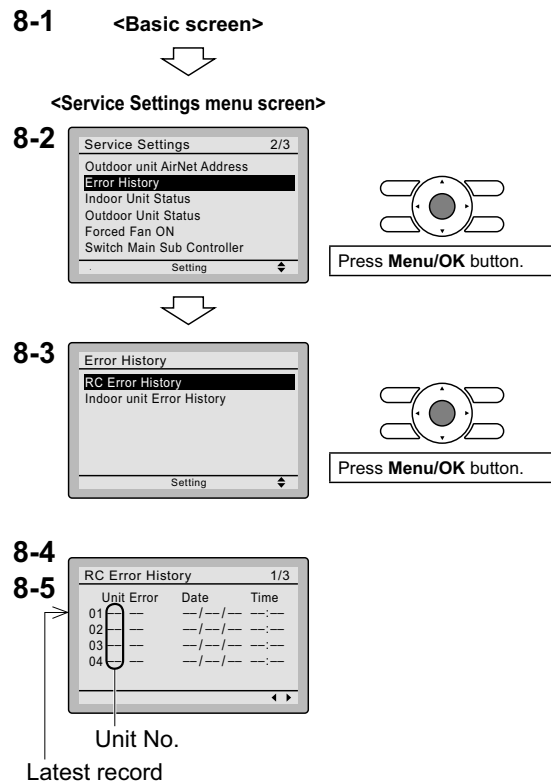 8-1 <Basic screen>
<Service Settings menu screen>
8-2
Service Settings 2/3
Outdoor unit AirNet Address
Error History
Indoor Unit Status
Outdoor Unit Status
Forced Fan ON
Switch Main Sub Controller
Setting
Press Menu/OK button.
8-3
Error History
RC Error History
Indoor unit Error History
Setting
Press Menu/OK button.
8-4
8-5
RC Error History 1/3
Unit Error Date Time
01 –– –– ––/––/–– ––:––
02 –– –– ––/––/–– ––:––
03 –– –– ––/––/–– ––:––
04 –– –– ––/––/–– ––:––
Unit No.
Latest record